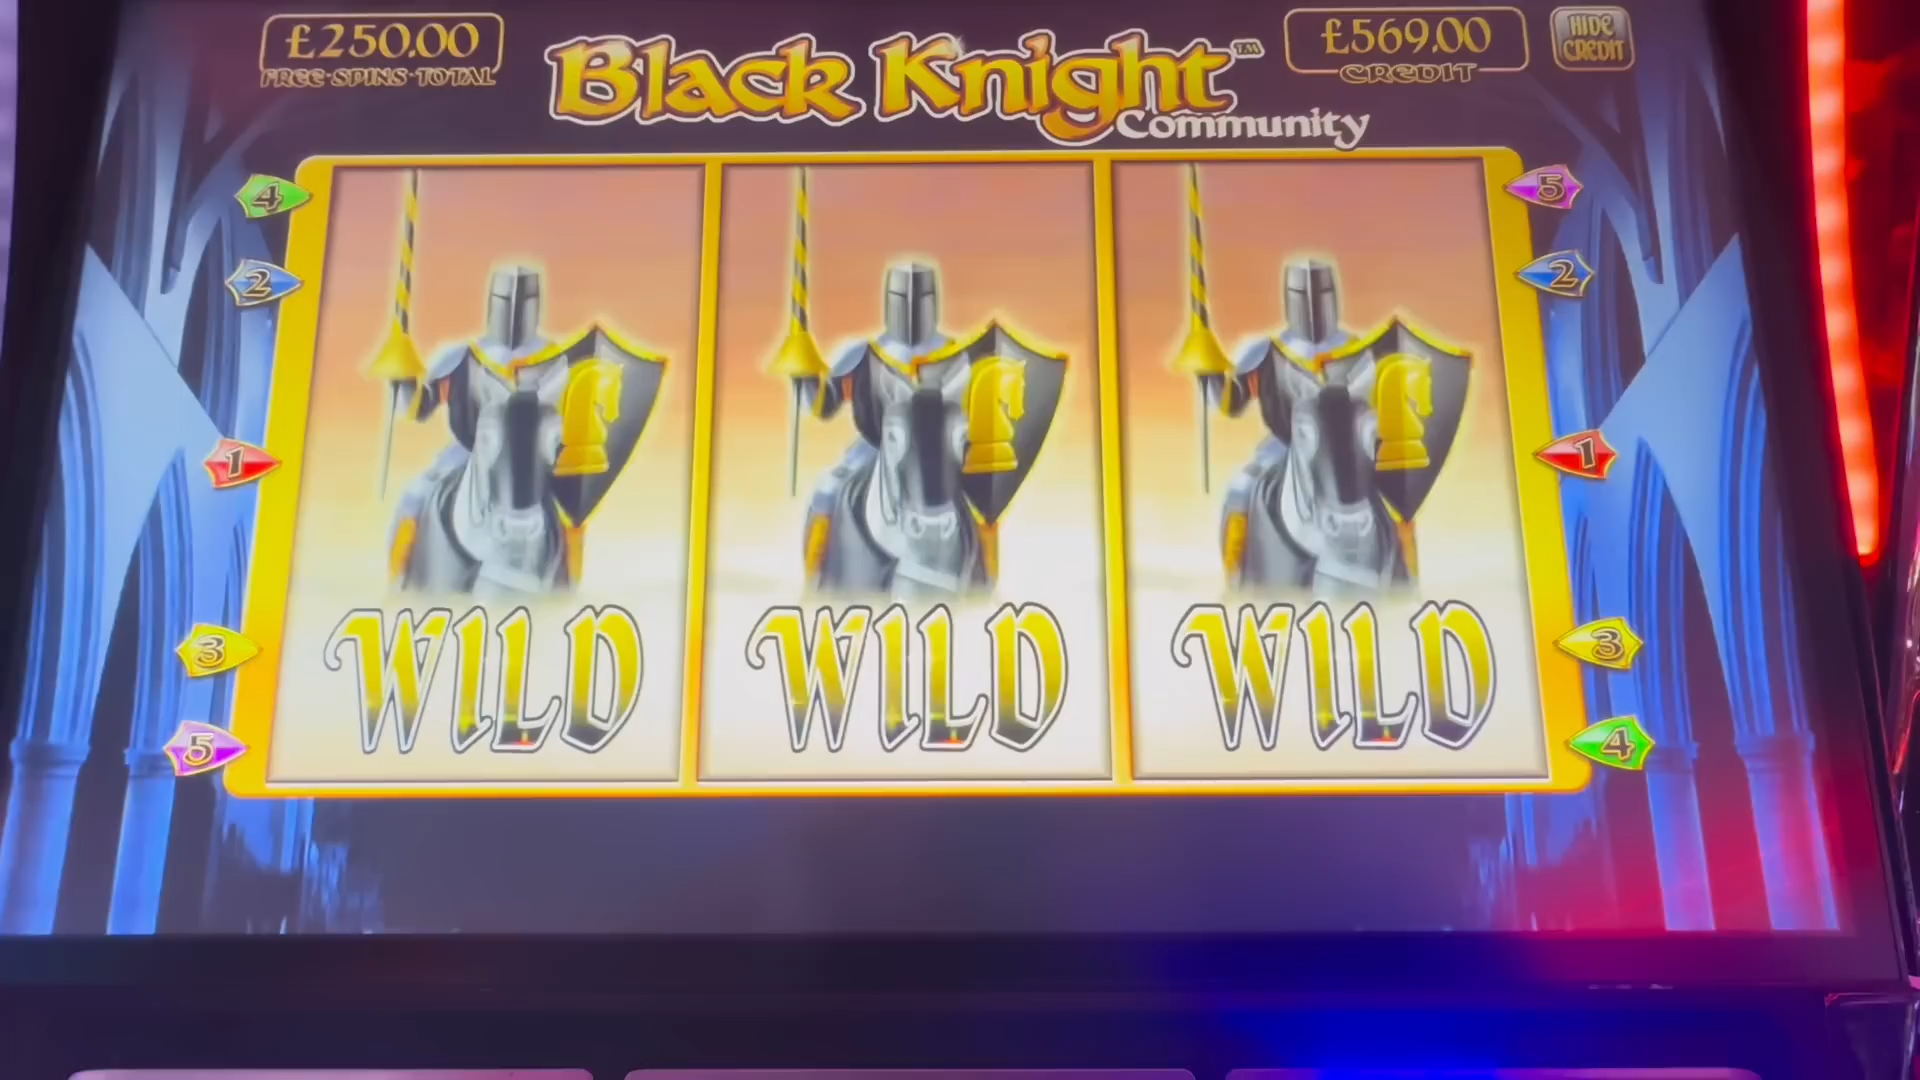 £250.00
FREE SPINS TOTAL
Black Knight™
Community
£569.00
CREDIT
HIDE
CREDIT
4
5
2
2
1
1
3
3
5
4
WILD
WILD
WILD